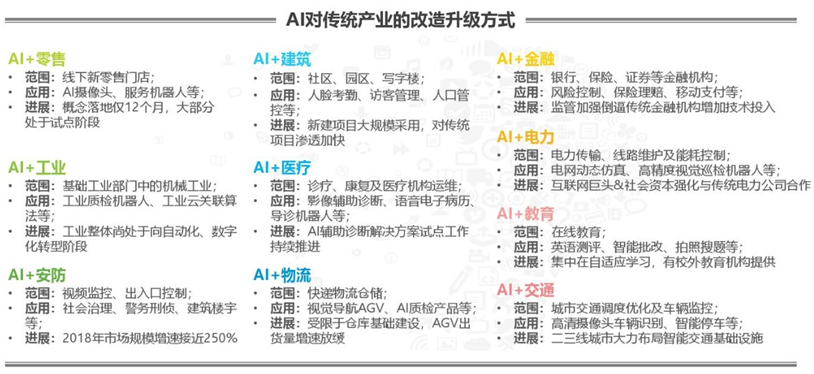 AI对传统产业的改造升级方式
AI+零售
• 范围：线下新零售门店；
• 应用：AI摄像头、服务机器人等；
• 进展：概念落地仅12个月，大部分
处于试点阶段
AI+工业
• 范围：基础工业部门中的机械工业；
• 应用：工业质检机器人、工业云关联算
法等；
• 进展：工业整体尚处于向自动化、数字
化转型阶段
AI+安防
• 范围：视频监控、出入口控制；
• 应用：社会治理、警务刑侦、建筑楼宇
等；
• 进展：2018年市场规模增速接近250%
AI+建筑
• 范围：社区、园区、写字楼；
• 应用：人脸考勤、访客管理、人口管
控等；
• 进展：新建项目大规模采用，对传统
项目渗透加快
AI+医疗
• 范围：诊疗、康复及医疗机构运维；
• 应用：影像辅助诊断、语音电子病历、
导诊机器人等；
• 进展：AI辅助诊断解决方案试点工作
持续推进
AI+物流
• 范围：快递物流仓储；
• 应用：视觉导航AGV、AI质检产品等；
• 进展：受限于仓库基础建设，AGV出
货量增速放缓
AI+金融
• 范围：银行、保险、证券等金融机构；
• 应用：风险控制、保险理赔、移动支付等；
• 进展：监管加强倒逼传统金融机构增加技术投入
AI+电力
• 范围：电力传输、线路维护及能耗控制；
• 应用：电网动态仿真、高精度视觉巡检机器人等；
• 进展：互联网巨头&社会资本强化与传统电力公司合作
AI+教育
• 范围：在线教育；
• 应用：英语测评、智能批改、拍照搜题等；
• 进展：集中在自适应学习，有校外教育机构提供
AI+交通
• 范围：城市交通调度优化及车辆监控；
• 应用：高清摄像头车辆识别、智能停车等；
• 进展：二三线城市大力布局智能交通基础设施